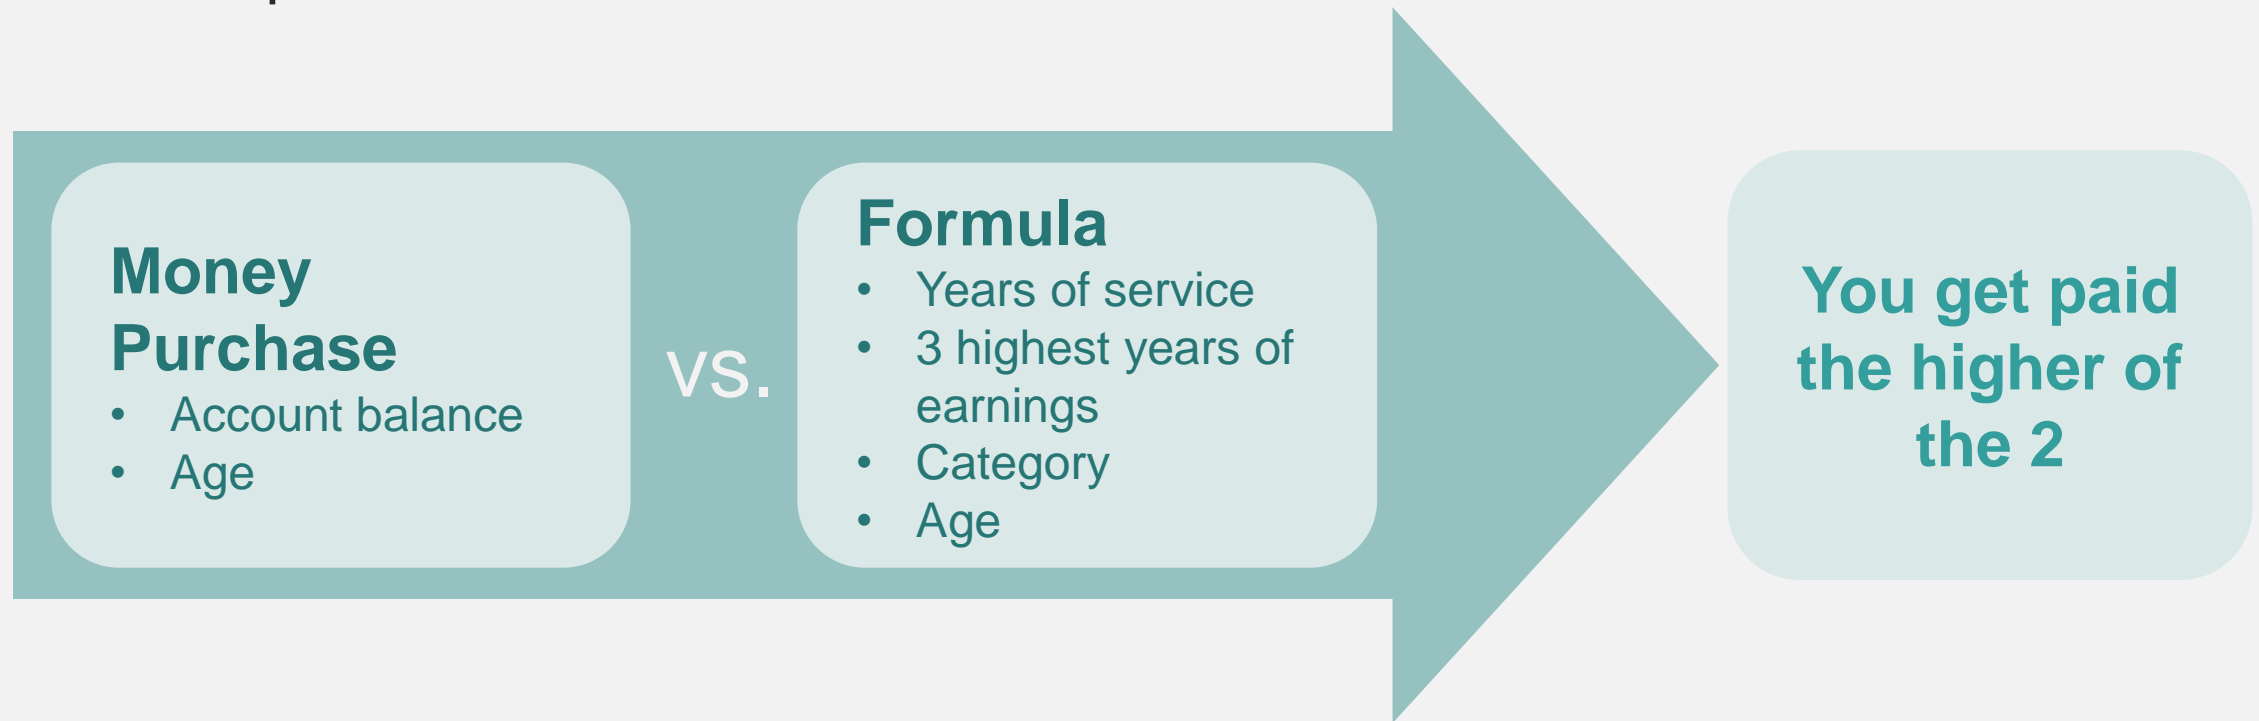 Money
Purchase
• Account balance
• Age
vs.
Formula
• Years of service
• 3 highest years of
earnings
• Category
• Age
You get paid
the higher of
the 2